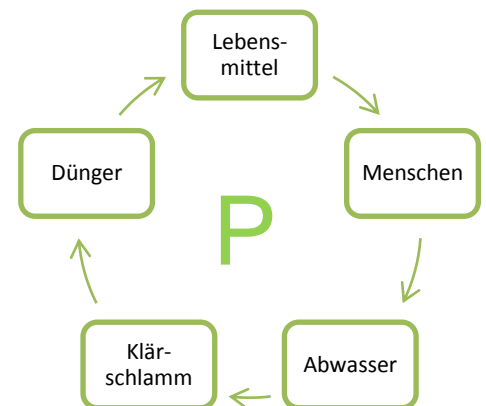 Lebens-
mittel
Dünger
Menschen
P
Klär-
schlamm
Abwasser